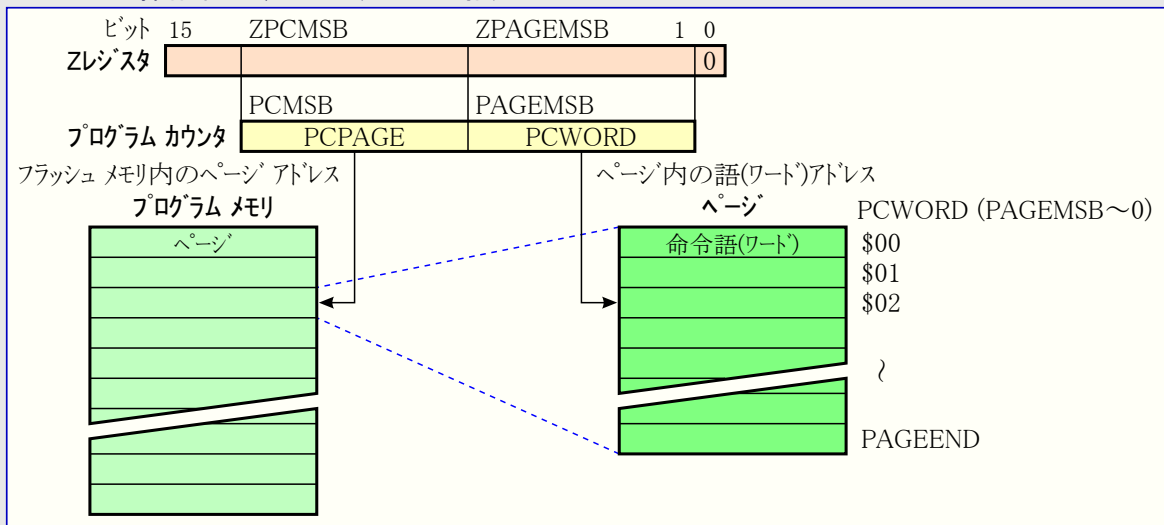 ビット 15 ZPCMSB ZPAGEMSB 1 0
Zレジスタ 0
PCMSB PAGEMSB
プログラム カウンタ PCPAGE PCWORD
フラッシュ メモリ内のページ アドレス ページ内の語(ワード)アドレス
プログラム メモリ ページ PCWORD (PAGEMSB～0)
ページ 命令語(ワード) $00
$01
$02
～
PAGEEND